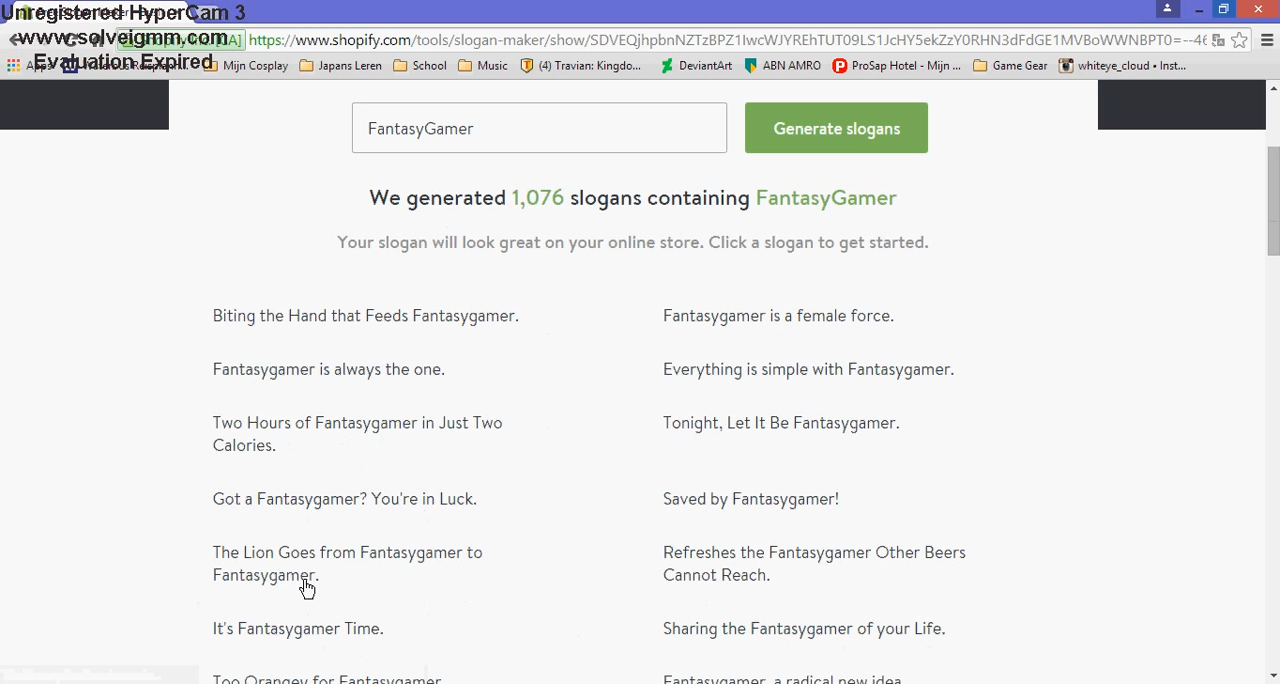 Unregistered HyperCam 3
www.solveigmm.com
Evaluation Expired
https://www.shopify.com/tools/slogan-maker/show/
Mijn Cosplay
Japans Leren
School
Music
(4) Travian: Kingdo...
DeviantArt
ABN AMRO
ProSap Hotel - Mijn ...
Game Gear
whiteye_cloud • Inst...
FantasyGamer
Generate slogans
We generated 1,076 slogans containing FantasyGamer
Your slogan will look great on your online store. Click a slogan to get started.
Biting the Hand that Feeds Fantasygamer.
Fantasygamer is a female force.
Fantasygamer is always the one.
Everything is simple with Fantasygamer.
Two Hours of Fantasygamer in Just Two
Calories.
Tonight, Let It Be Fantasygamer.
Got a Fantasygamer? You're in Luck.
Saved by Fantasygamer!
The Lion Goes from Fantasygamer to
Fantasygamer.
Refreshes the Fantasygamer Other Beers
Cannot Reach.
It's Fantasygamer Time.
Sharing the Fantasygamer of your Life.
Too Orangey for Fantasygamer
Fantasygamer, a radical new idea